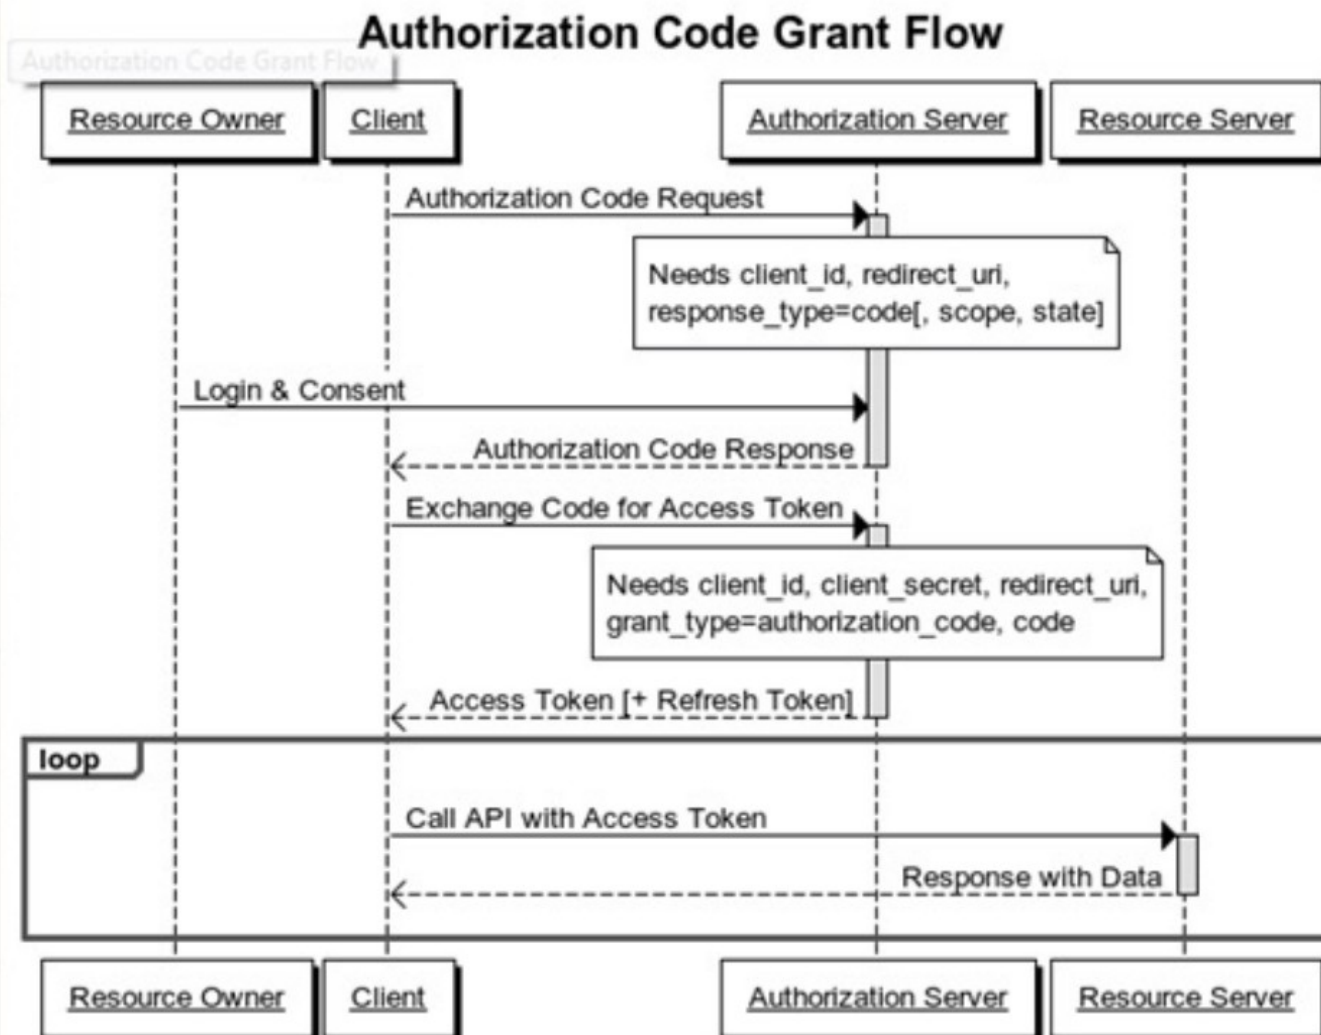 Authorization Code Grant Flow
Authorization Code Grant Flow
Resource Owner
Client
Authorization Server
Resource Server
Authorization Code Request
Needs client_id, redirect_uri,
response_type=code[, scope, state]
Login & Consent
Authorization Code Response
Exchange Code for Access Token
Needs client_id, client_secret, redirect_uri,
grant_type=authorization_code, code
Access Token [+ Refresh Token]
loop
Call API with Access Token
Response with Data
Resource Owner
Client
Authorization Server
Resource Server